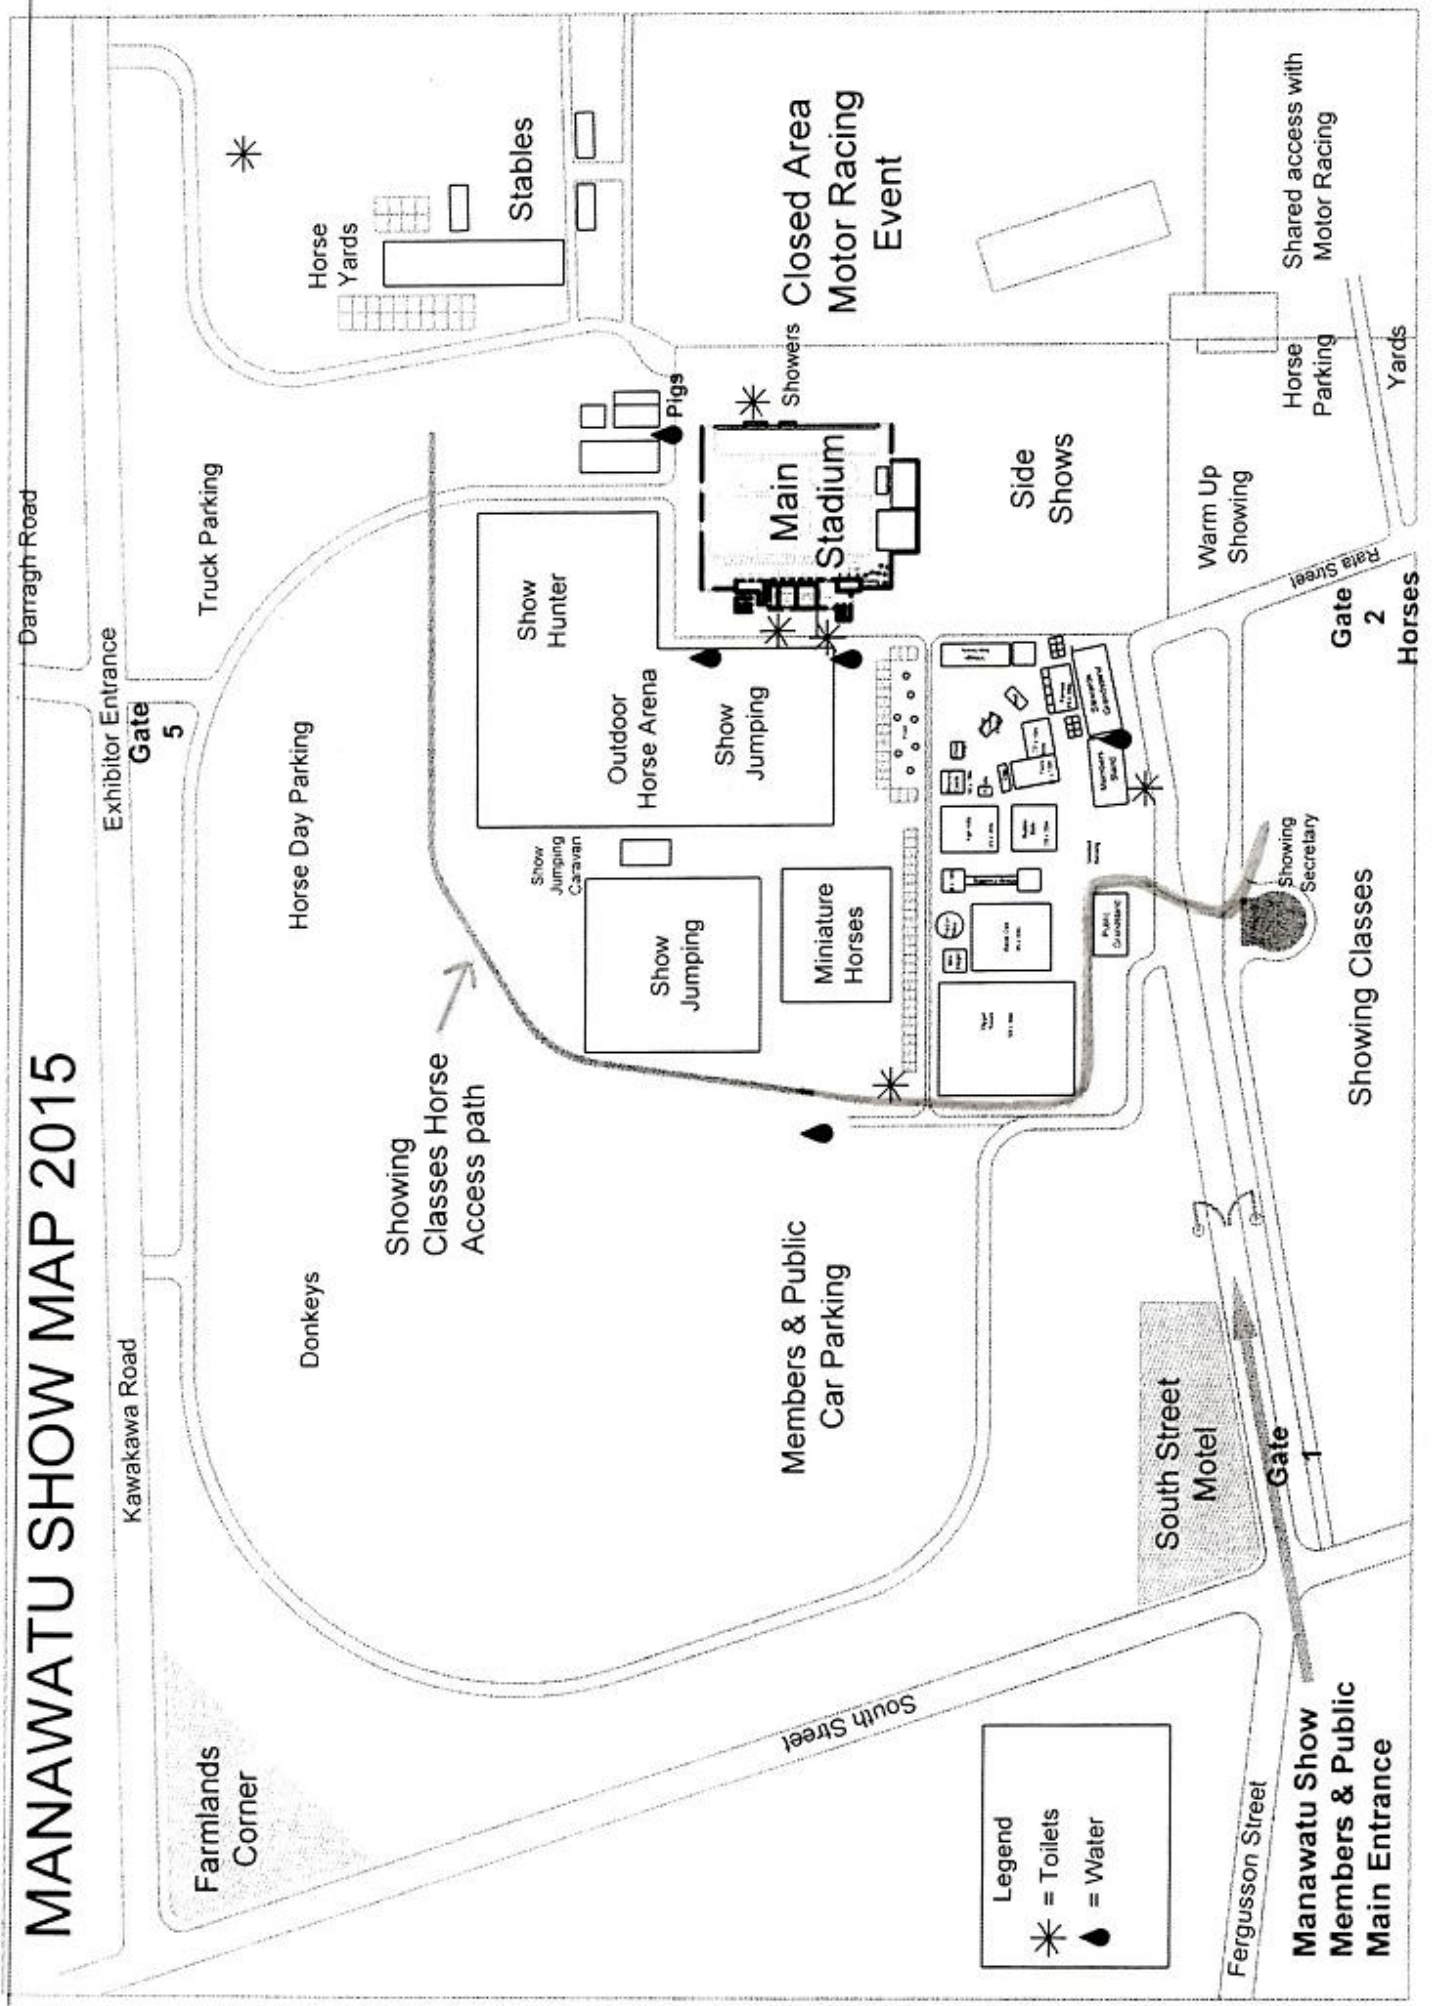 MANAWATU SHOW MAP 2015
Darragh Road
Kawakawa Road
Exhibitor Entrance
Gate
5
Truck Parking
Farmlands
Corner
Donkeys
Horse Day Parking
Horse
Yards
Stables
Showing
Classes Horse
Access path
Show
Hunter
Outdoor
Horse Arena
Show
Jumping
Show
Jumping
Caravan
Show
Jumping
Miniature
Horses
Pigs
Main
Stadium
Showers
Closed Area
Motor Racing
Event
Members & Public
Car Parking
Side
Shows
South Street
Public
Grandstand
Members
Stand
Grandstand
Warm Up
Showing
Horse
Parking
Shared access with
Motor Racing
Yards
Rata Street
Gate
2
Horses
Showing
Secretary
Showing Classes
South Street
Motel
Gate
1
Legend
= Toilets
= Water
Fergusson Street
Manawatu Show
Members & Public
Main Entrance